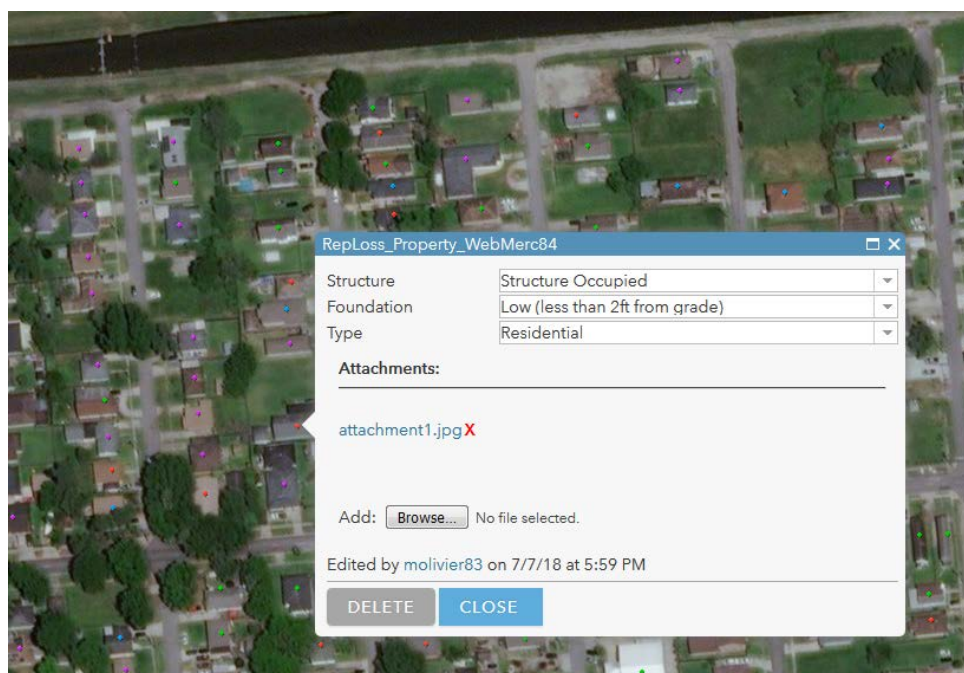 RepLoss_Property_WebMerc84
Structure Structure Occupied
Foundation Low (less than 2ft from grade)
Type Residential
Attachments:
attachment1.jpg X
Add: Browse... No file selected.
Edited by molivier83 on 7/7/18 at 5:59 PM
DELETE CLOSE